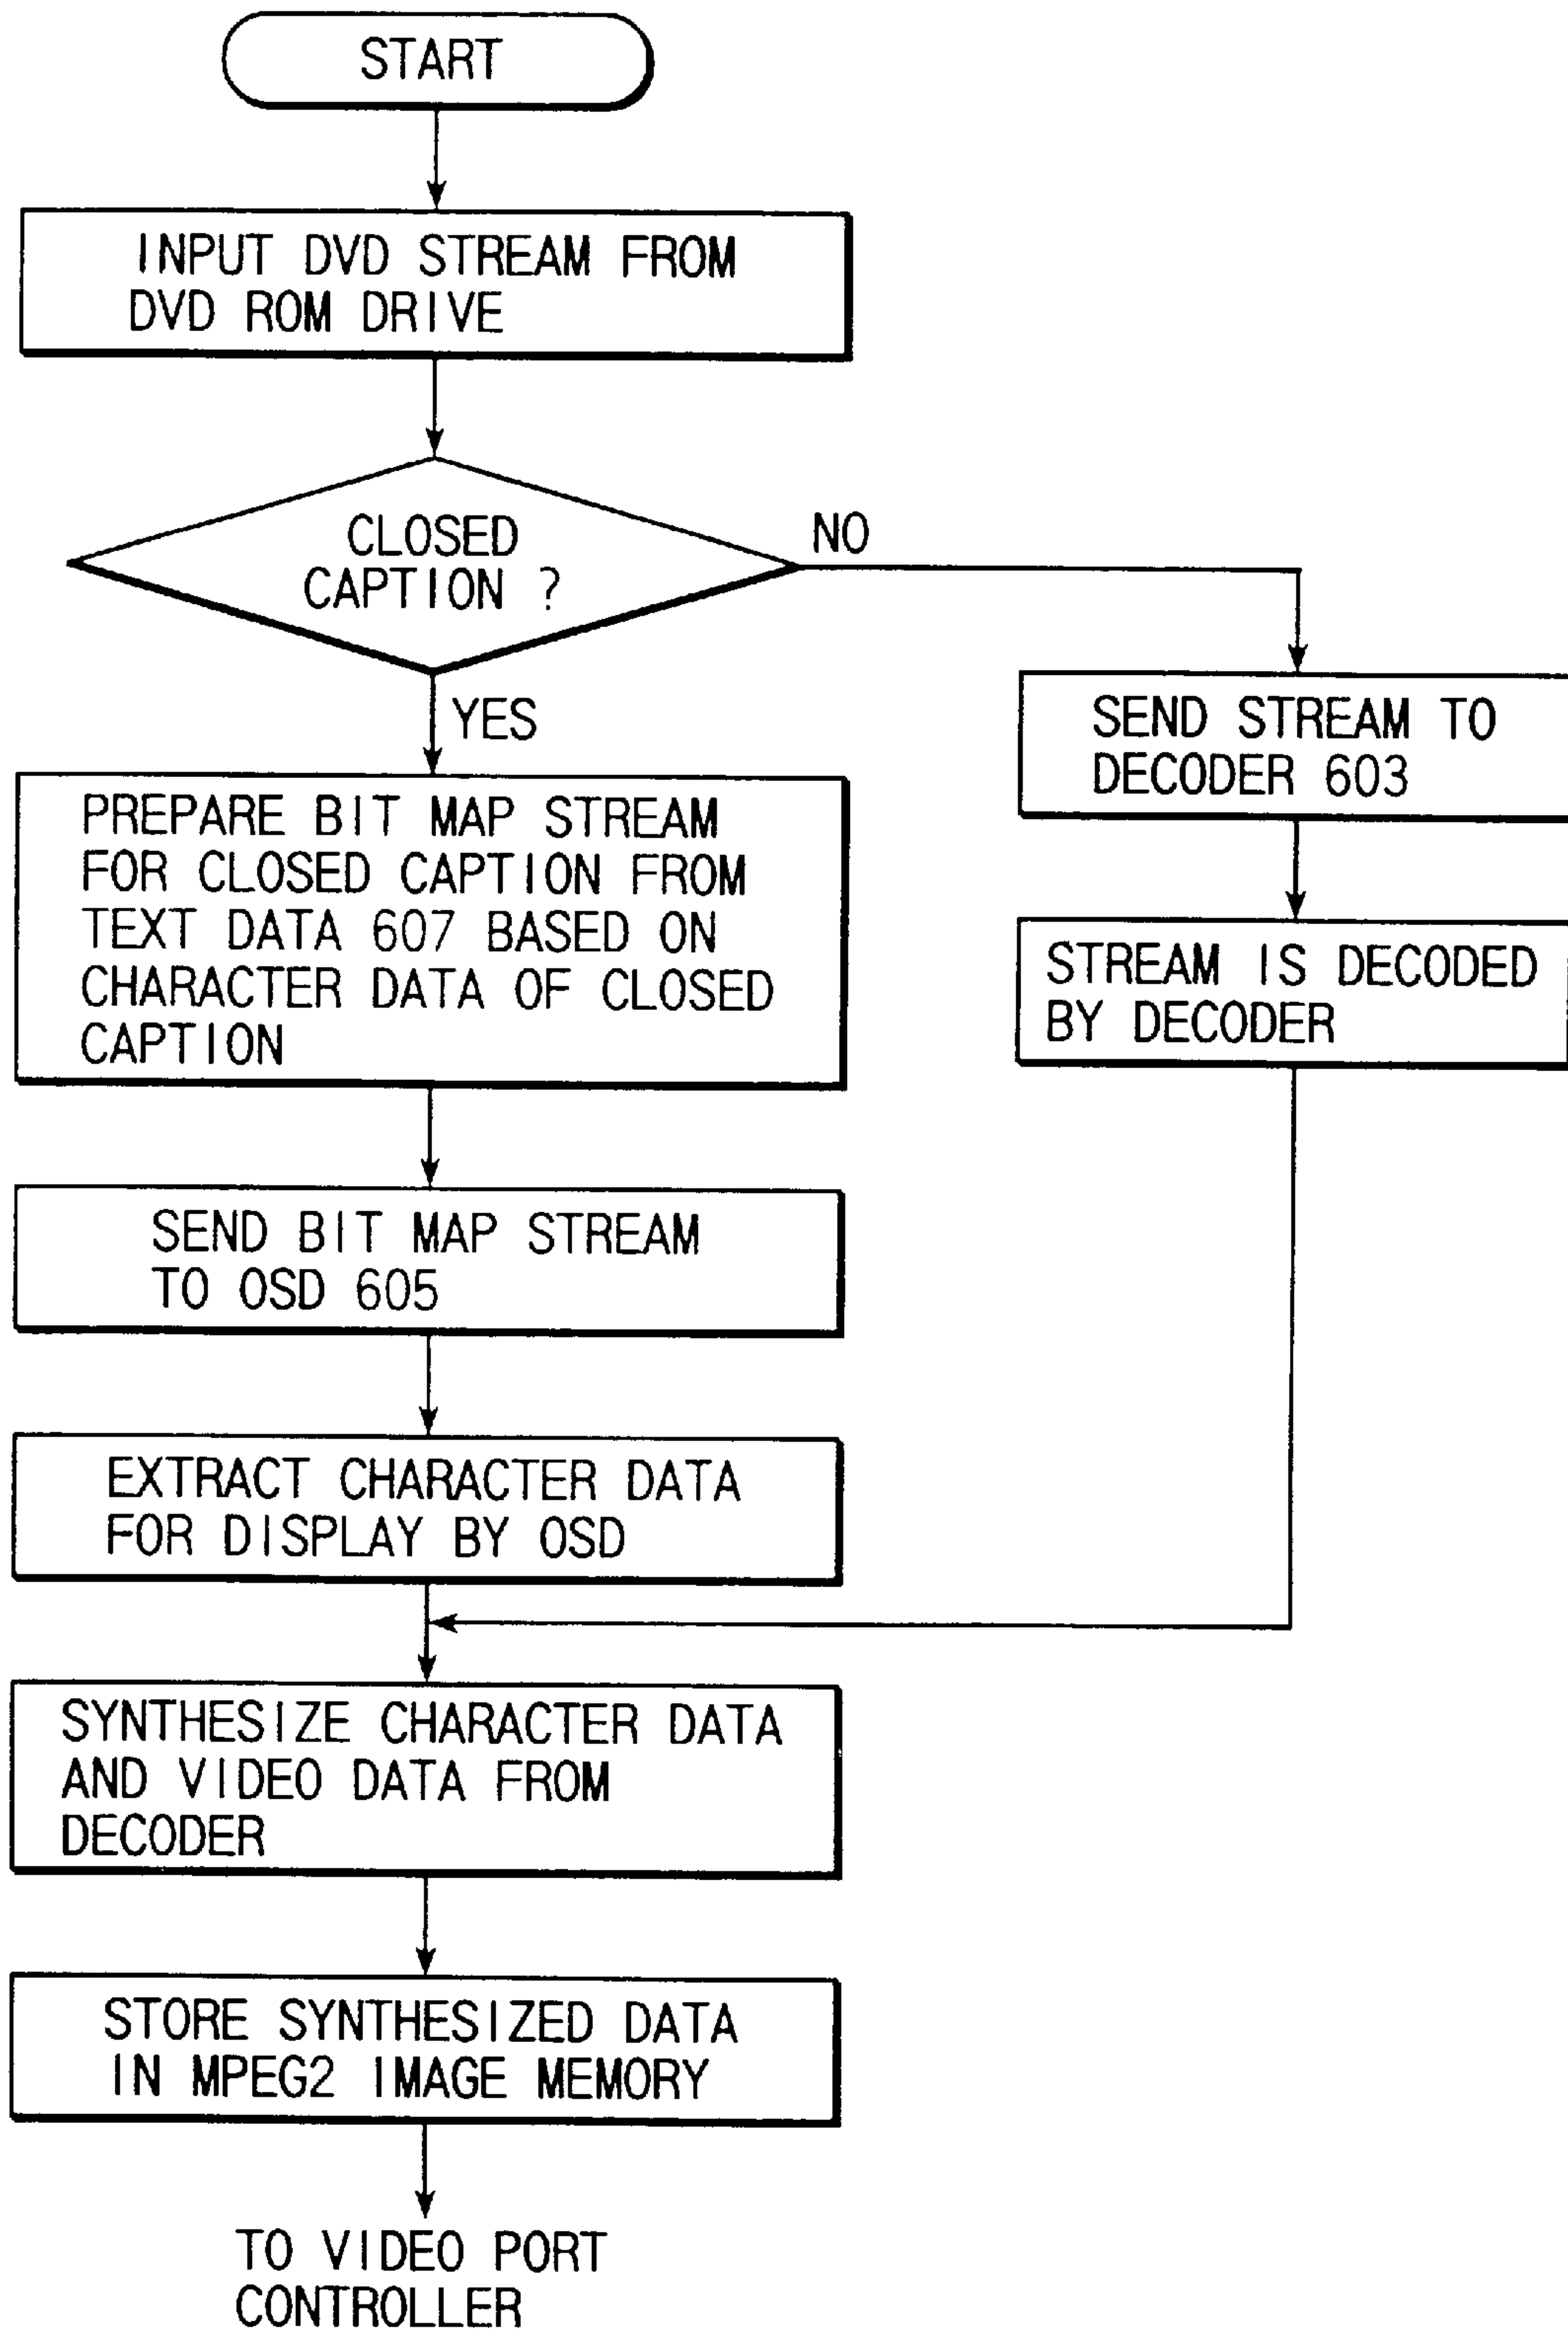 START
INPUT DVD STREAM FROM
DVD ROM DRIVE
CLOSED
CAPTION ?
NO
YES
SEND STREAM TO
DECODER 603
STREAM IS DECODED
BY DECODER
PREPARE BIT MAP STREAM
FOR CLOSED CAPTION FROM
TEXT DATA 607 BASED ON
CHARACTER DATA OF CLOSED
CAPTION
SEND BIT MAP STREAM
TO OSD 605
EXTRACT CHARACTER DATA
FOR DISPLAY BY OSD
SYNTHESIZE CHARACTER DATA
AND VIDEO DATA FROM
DECODER
STORE SYNTHESIZED DATA
IN MPEG2 IMAGE MEMORY
TO VIDEO PORT
CONTROLLER